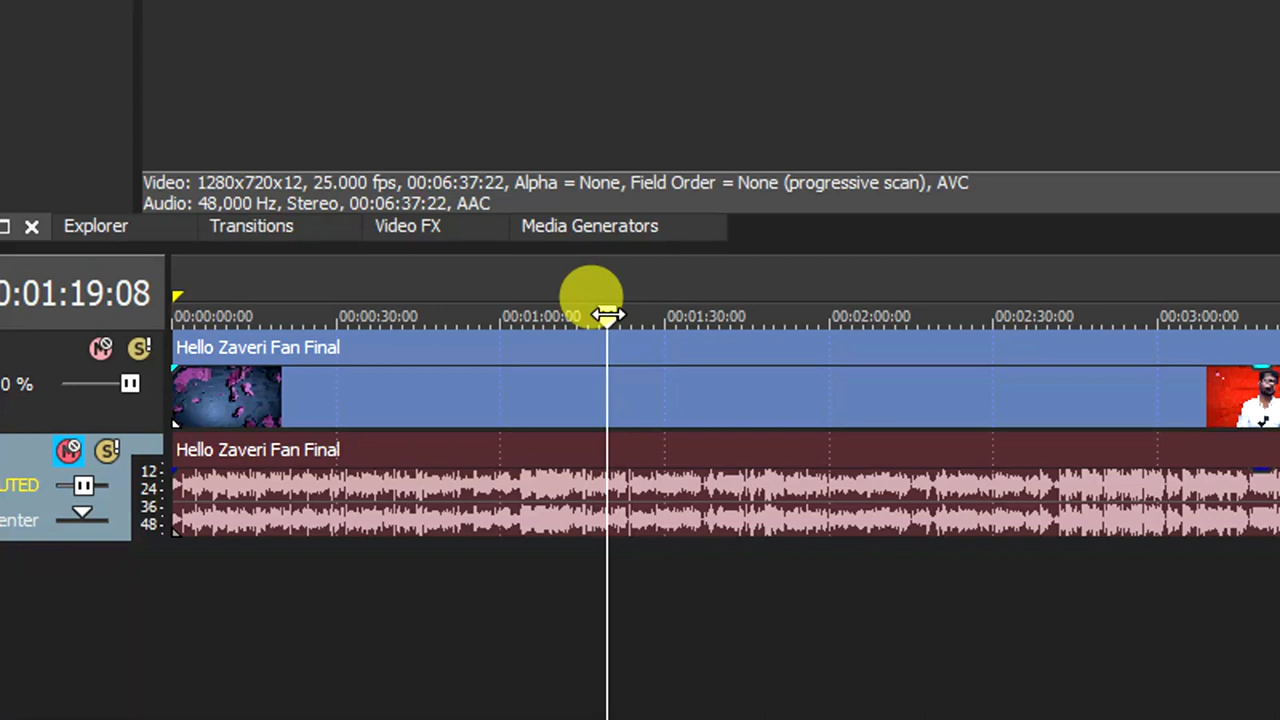 Video: 1280x720x12, 25.000 fps, 00:06:37:22, Alpha = None, Field Order = None (progressive scan), AVC
Audio: 48,000 Hz, Stereo, 00:06:37:22, AAC
Explorer Transitions Video FX Media Generators
0:01:19:08
00:00:00:00 00:00:30:00 00:01:00:00 00:01:30:00 00:02:00:00 00:02:30:00 00:03:00:00
M S! Hello Zaveri Fan Final
0 %
M S! Hello Zaveri Fan Final
12
UTED 24
36
enter 48